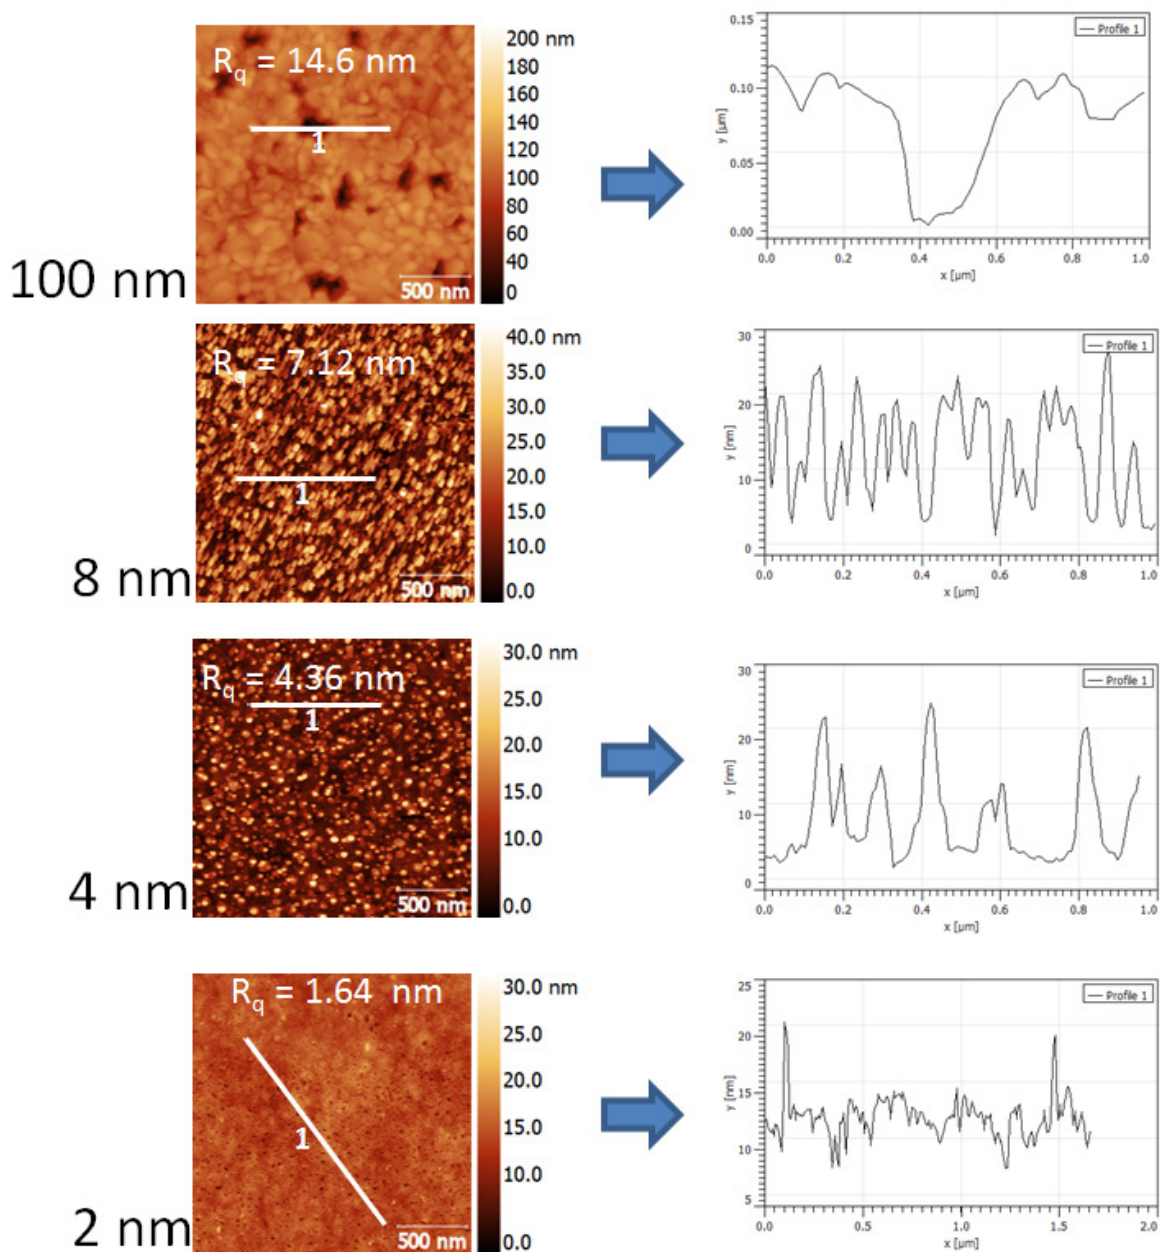 100 nm
R_q = 14.6 nm
1
500 nm
200 nm
180
160
140
120
100
80
60
40
0
Profile 1
y [µm]
0.15
0.10
0.05
0.00
0.0 0.2 0.4 0.6 0.8 1.0
x [µm]
8 nm
R_q = 7.12 nm
1
500 nm
40.0 nm
35.0
30.0
25.0
20.0
15.0
10.0
0.0
Profile 1
y [nm]
30
20
10
0
0.0 0.2 0.4 0.6 0.8 1.0
x [µm]
4 nm
R_q = 4.36 nm
1
500 nm
30.0 nm
25.0
20.0
15.0
10.0
0.0
Profile 1
y [nm]
30
20
10
0
0.0 0.2 0.4 0.6 0.8 1.0
x [µm]
2 nm
R_q = 1.64 nm
1
500 nm
30.0 nm
25.0
20.0
15.0
10.0
0.0
Profile 1
y [nm]
25
20
15
10
5
0.0 0.5 1.0 1.5 2.0
x [µm]